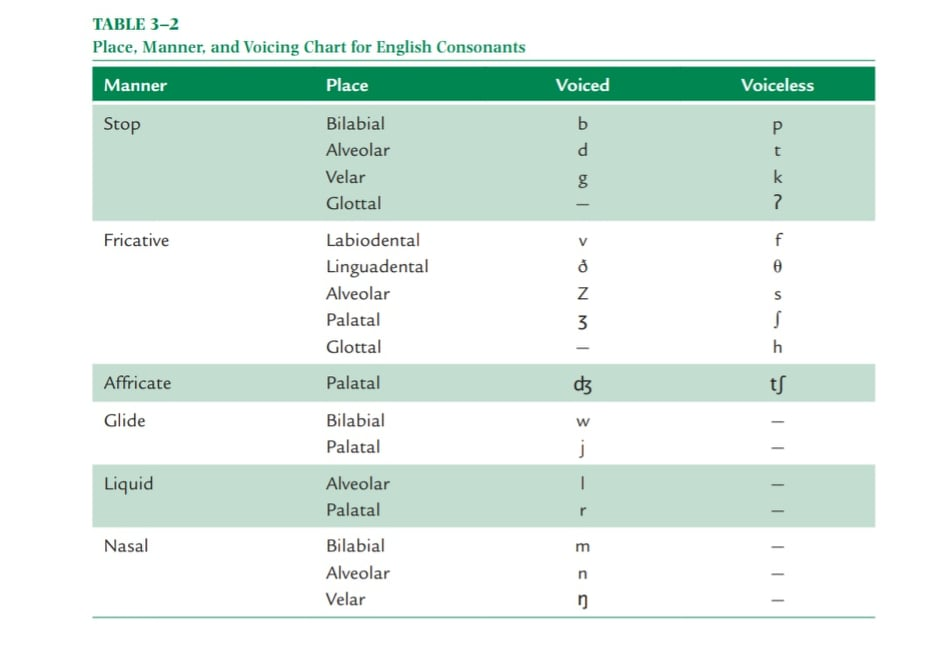 TABLE 3–2
Place, Manner, and Voicing Chart for English Consonants
Manner Place Voiced Voiceless
Stop Bilabial b p
Alveolar d t
Velar g k
Glottal — ʔ
Fricative Labiodental v f
Linguadental ð θ
Alveolar Z s
Palatal ʒ ʃ
Glottal — h
Affricate Palatal ʤ tʃ
Glide Bilabial w —
Palatal j —
Liquid Alveolar l —
Palatal r —
Nasal Bilabial m —
Alveolar n —
Velar ŋ —